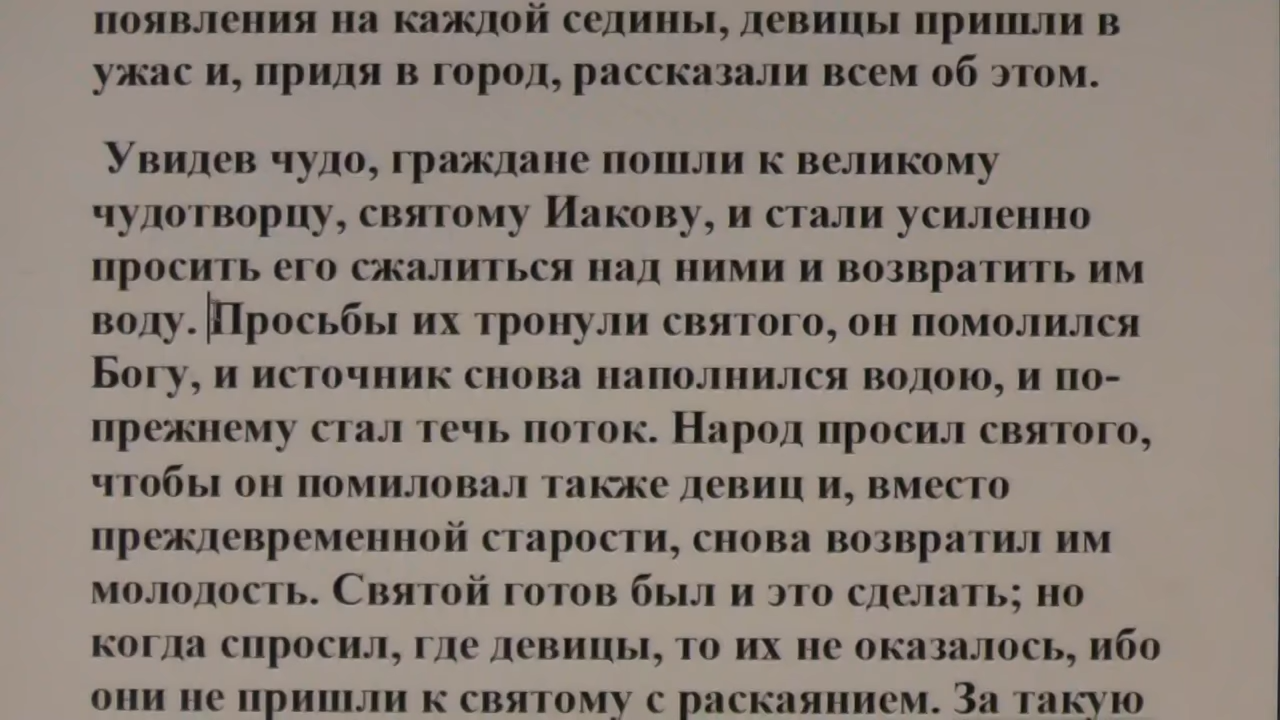 появления на каждой седины, девицы пришли в
ужас и, придя в город, рассказали всем об этом.
Увидев чудо, граждане пошли к великому
чудотворцу, святому Иакову, и стали усиленно
просить его сжалиться над ними и возвратить им
воду. Просьбы их тронули святого, он помолился
Богу, и источник снова наполнился водою, и по-
прежнему стал течь поток. Народ просил святого,
чтобы он помиловал также девиц и, вместо
преждевременной старости, снова возвратил им
молодость. Святой готов был и это сделать; но
когда спросил, где девицы, то их не оказалось, ибо
они не пришли к святому с раскаянием. За такую